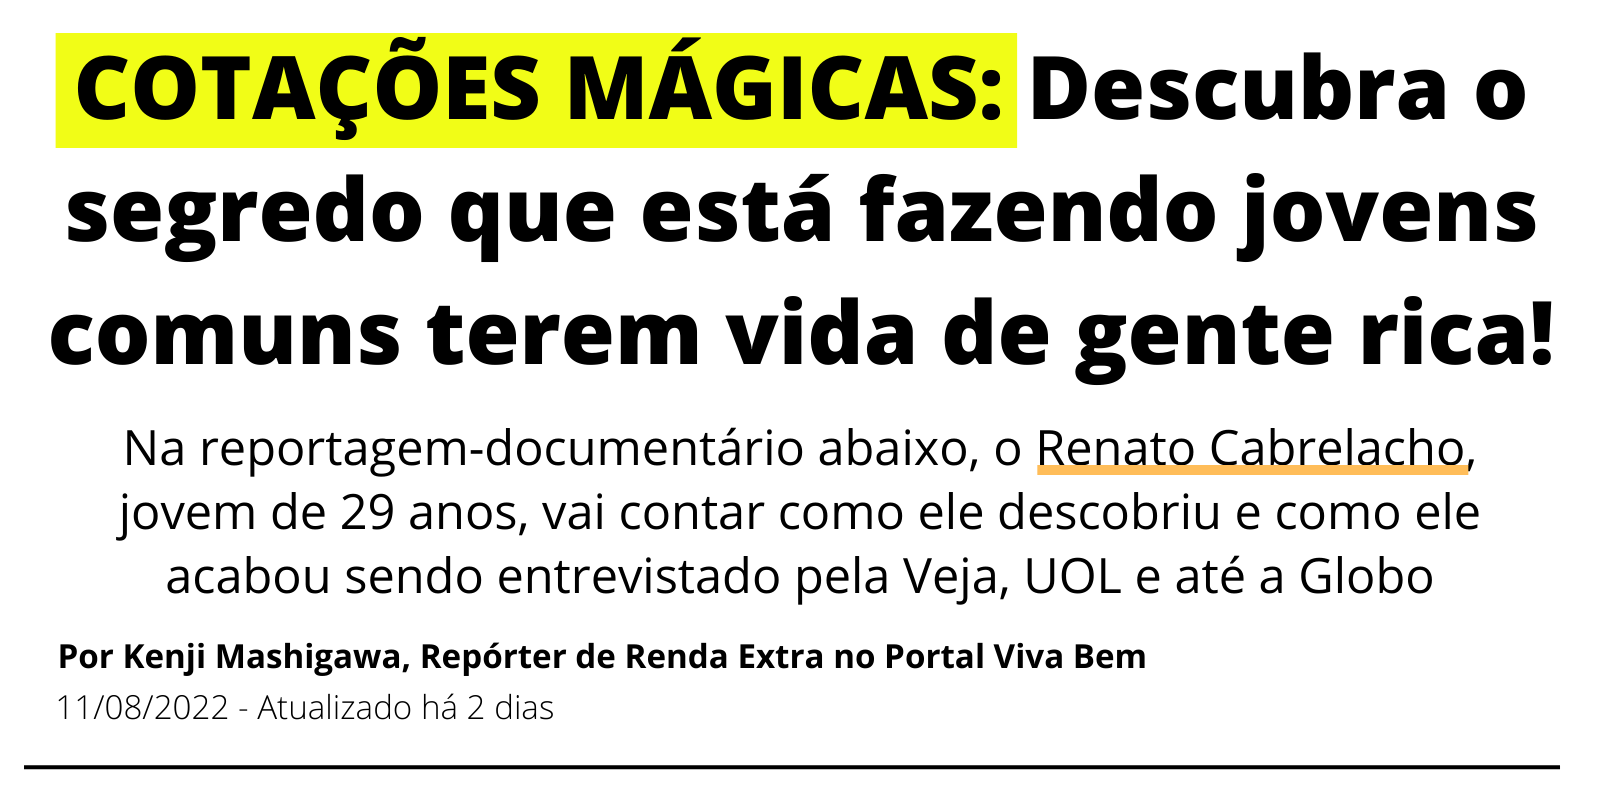 COTAÇÕES MÁGICAS: Descubra o
segredo que está fazendo jovens
comuns terem vida de gente rica!
Na reportagem-documentário abaixo, o Renato Cabrelacho,
jovem de 29 anos, vai contar como ele descobriu e como ele
acabou sendo entrevistado pela Veja, UOL e até a Globo
Por Kenji Mashigawa, Repórter de Renda Extra no Portal Viva Bem
11/08/2022 - Atualizado há 2 dias